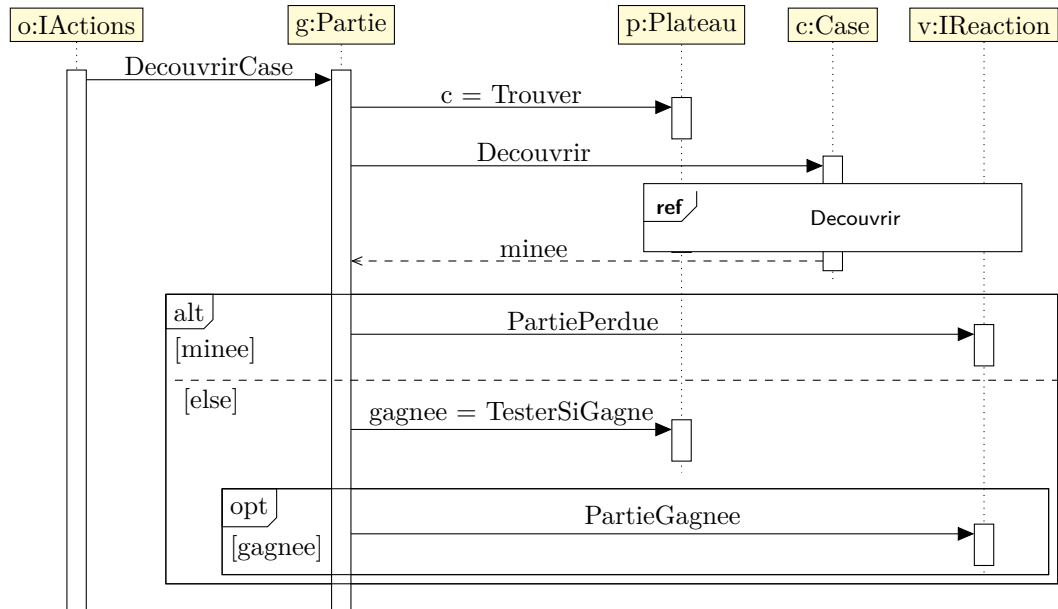 o:IActions
g:Partie
p:Plateau
c:Case
v:IReaction
DecouvrirCase
c = Trouver
Decouvrir
ref
Decouvrir
minee
alt
PartiePerdue
[minee]
[else]
gagnee = TesterSiGagne
opt
PartieGagnee
[gagnee]